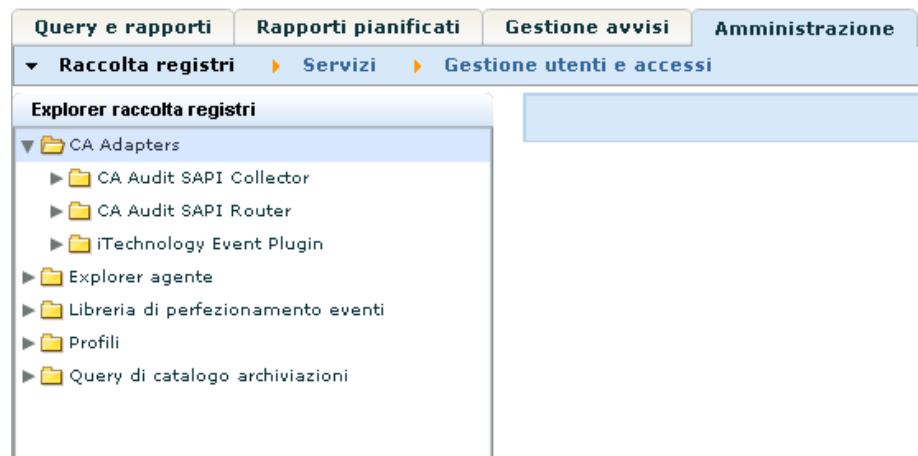 Query e rapporti Rapporti pianificati Gestione avvisi Amministrazione
Raccolta registri Servizi Gestione utenti e accessi
Explorer raccolta registri
CA Adapters
CA Audit SAPI Collector
CA Audit SAPI Router
iTechnology Event Plugin
Explorer agente
Libreria di perfezionamento eventi
Profili
Query di catalogo archiviazioni